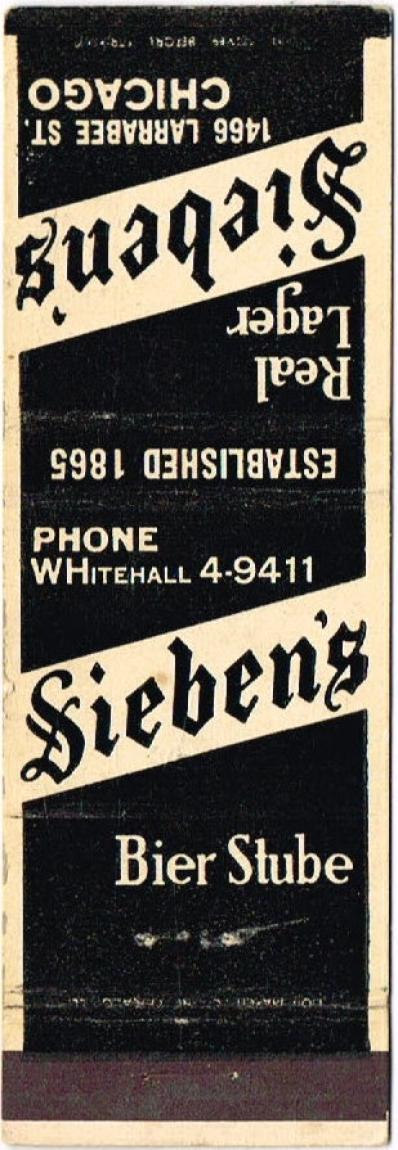 PHONE
WHITEHALL 4-9411
Sieben's
Bier Stube
ESTABLISHED 1865
Real
Lager
Sieben's
1466 LARRABEE ST.
CHICAGO